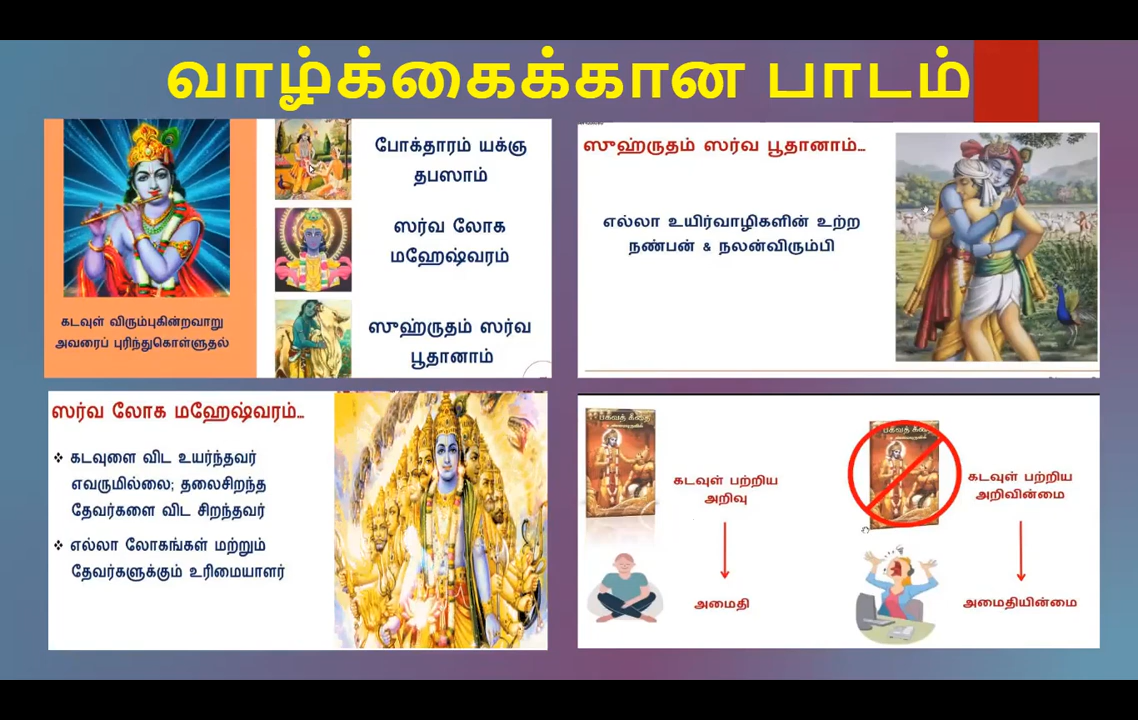 வாழ்க்கைக்கான பாடம்
போக்தாரம் யக்ஞ
தபஸாம்
ஸர்வ லோக
மஹேஷ்வரம்
ஸுஹ்ருதம் ஸர்வ
பூதானாம்
கடவுள் விரும்புகின்றவாறு
அவரைப் புரிந்துகொள்ளுதல்
ஸுஹ்ருதம் ஸர்வ பூதானாம்...
எல்லா உயிர்வாழிகளின் உற்ற
நண்பன் & நலன்விரும்பி
ஸர்வ லோக மஹேஷ்வரம்...
❖ கடவுளை விட உயர்ந்தவர்
எவருமில்லை; தலைசிறந்த
தேவர்களை விட சிறந்தவர்
❖ எல்லா லோகங்கள் மற்றும்
தேவர்களுக்கும் உரிமையாளர்
பகவத் கீதை
கடவுள் பற்றிய
அறிவு
அமைதி
பகவத் கீதை
கடவுள் பற்றிய
அறிவின்மை
அமைதியின்மை